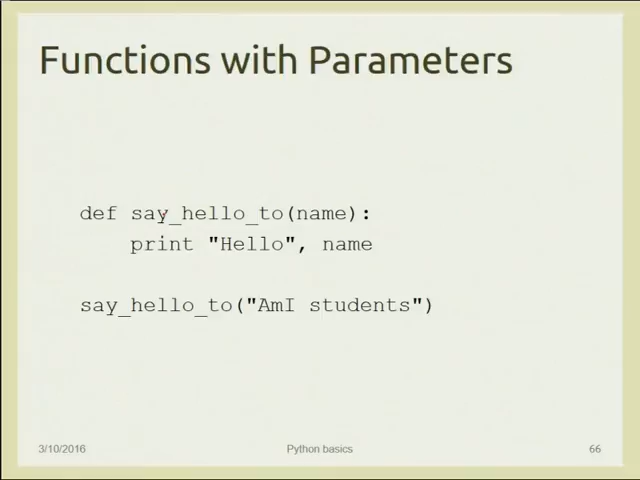 Functions with Parameters
def say_hello_to(name):
    print "Hello", name
say_hello_to("AmI students")
3/10/2016 Python basics 66